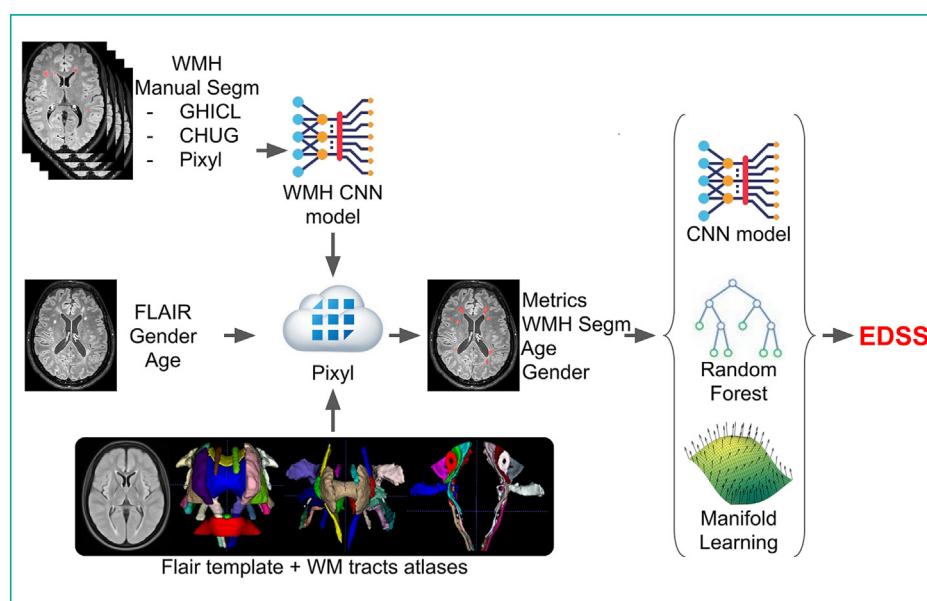 WMH
Manual Segm
- GHICL
- CHUG
- Pixyl
WMH CNN
model
FLAIR
Gender
Age
Pixyl
Metrics
WMH Segm
Age
Gender
Flair template + WM tracts atlases
CNN model
Random
Forest
Manifold
Learning
EDSS